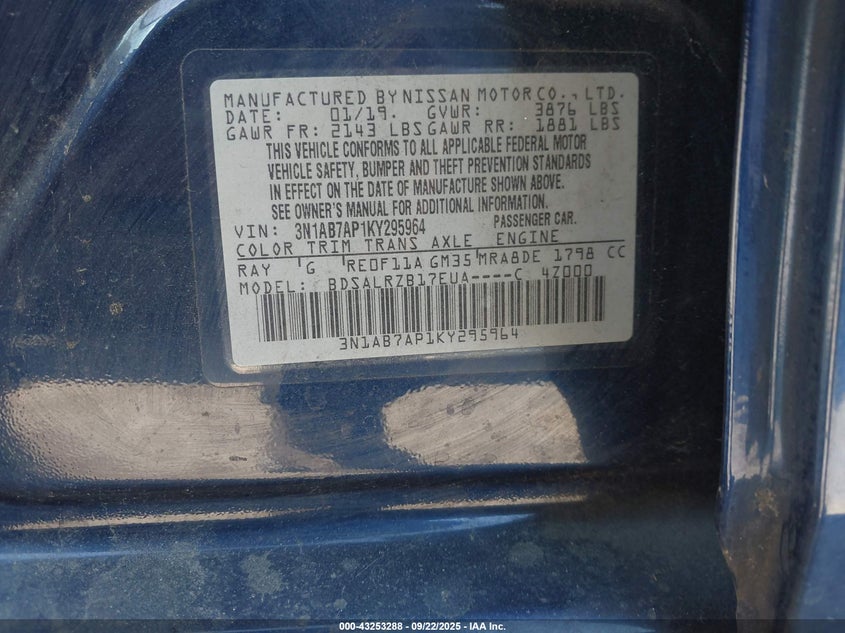 MANUFACTURED BY NISSAN MOTOR CO., LTD.
DATE: 01/19. GVWR: 3876 LBS
GAWR FR: 2143 LBS GAWR RR: 1881 LBS
THIS VEHICLE CONFORMS TO ALL APPLICABLE FEDERAL MOTOR
VEHICLE SAFETY, BUMPER AND THEFT PREVENTION STANDARDS
IN EFFECT ON THE DATE OF MANUFACTURE SHOWN ABOVE.
SEE OWNER'S MANUAL FOR ADDITIONAL INFORMATION.
VIN: 3N1AB7AP1KY295964 PASSENGER CAR.
COLOR TRIM TRANS AXLE ENGINE
RAY 'G RE0F11A GM35 MRA8DE 1798 CC
MODEL: BDSALRZB17EUA----C 4Z000
3N1AB7AP1KY295964
000-43253288 - 09/22/2025 - IAA Inc.